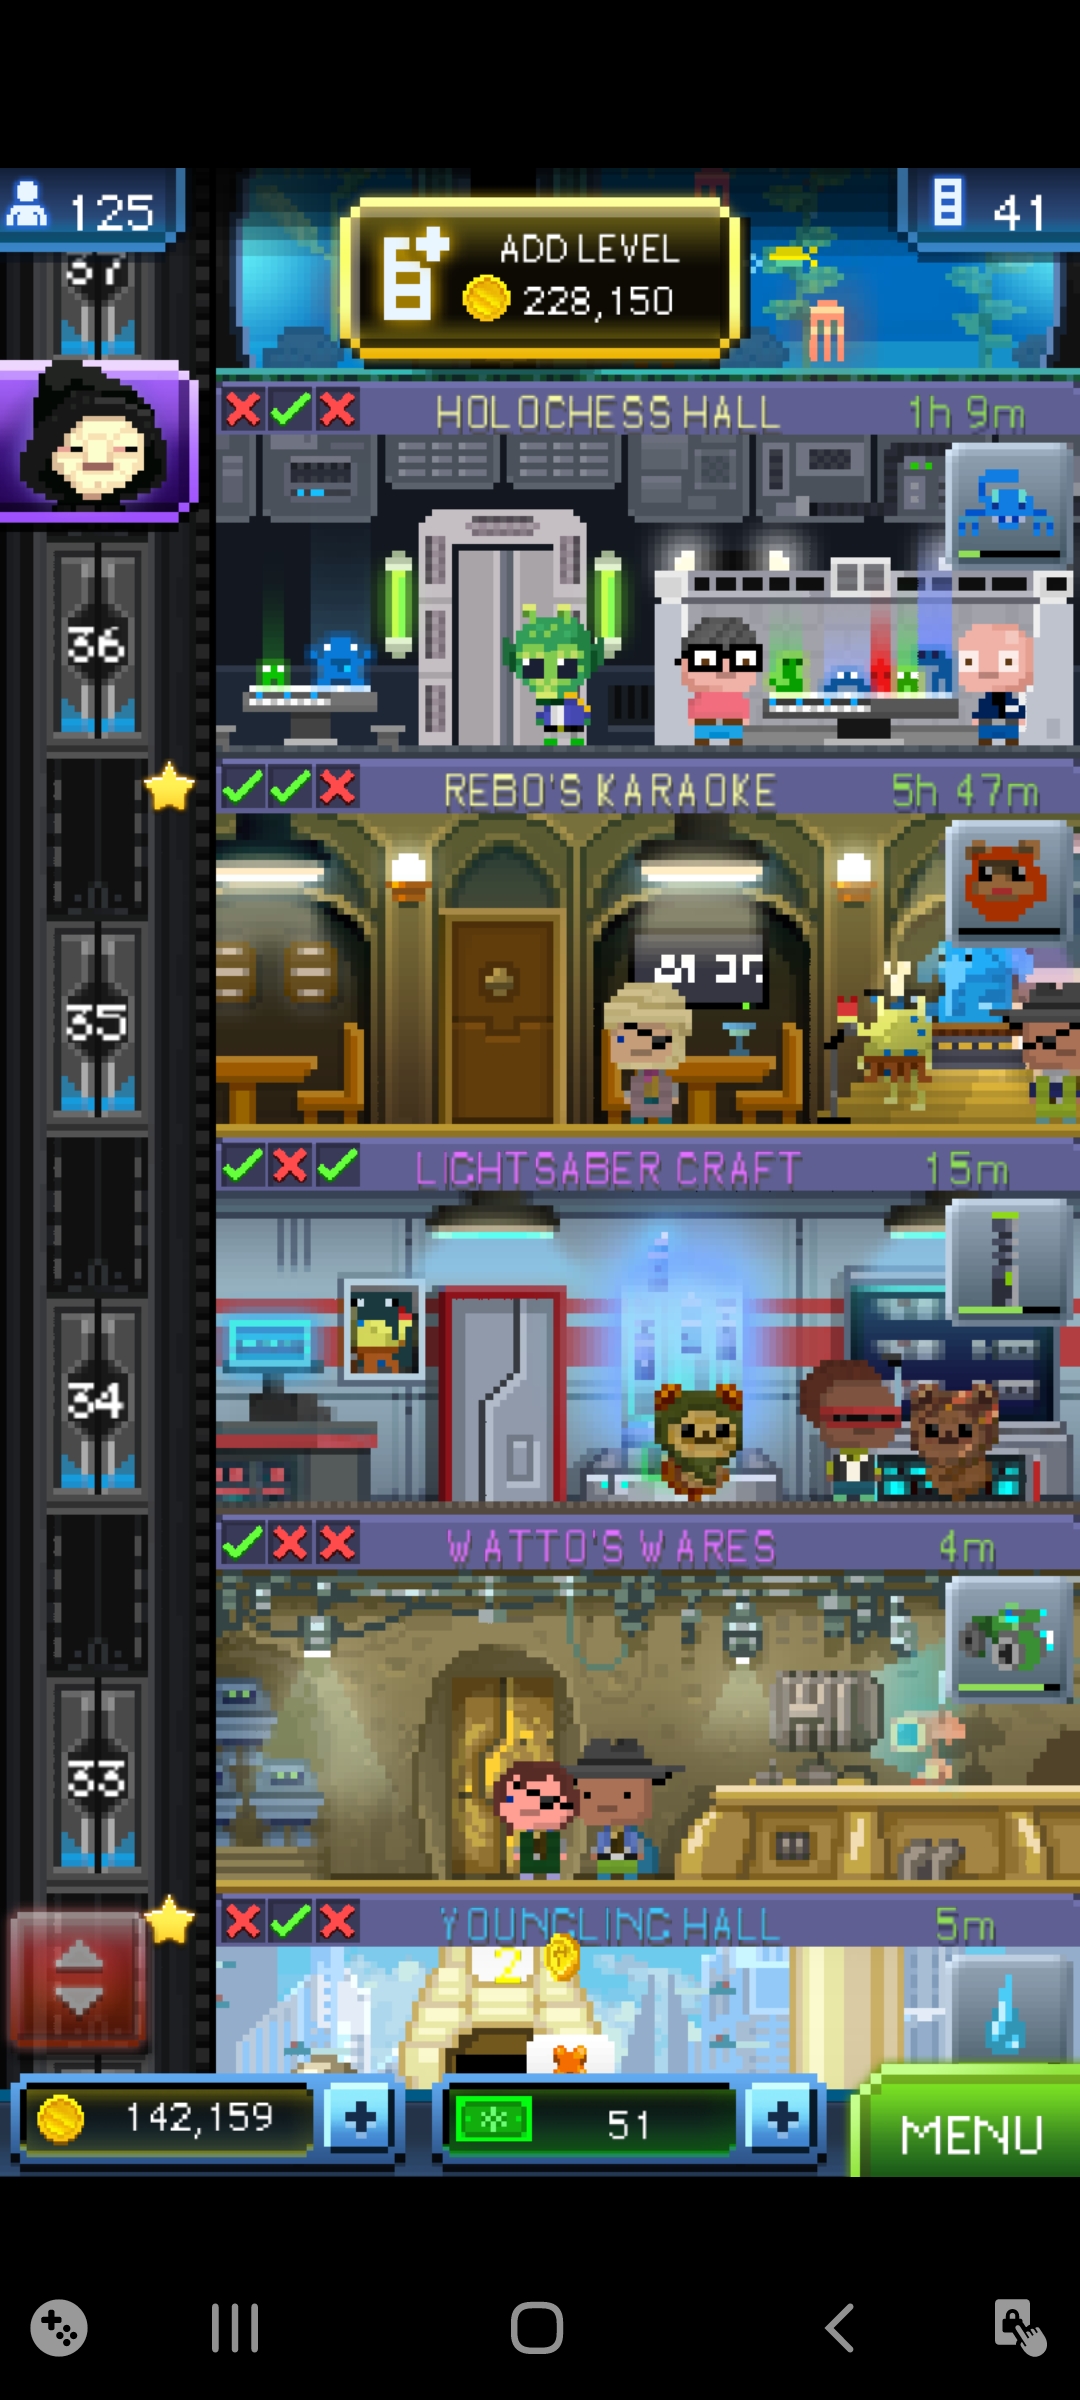 125
ADD LEVEL
228,150
41
37
HOLOCHESS HALL
1h 9m
36
REBO'S KARAOKE
5h 47m
35
LIGHTSABER CRAFT
15m
34
WATTO'S WARES
4m
33
YOUNGLING HALL
5m
2
142,159
51
MENU